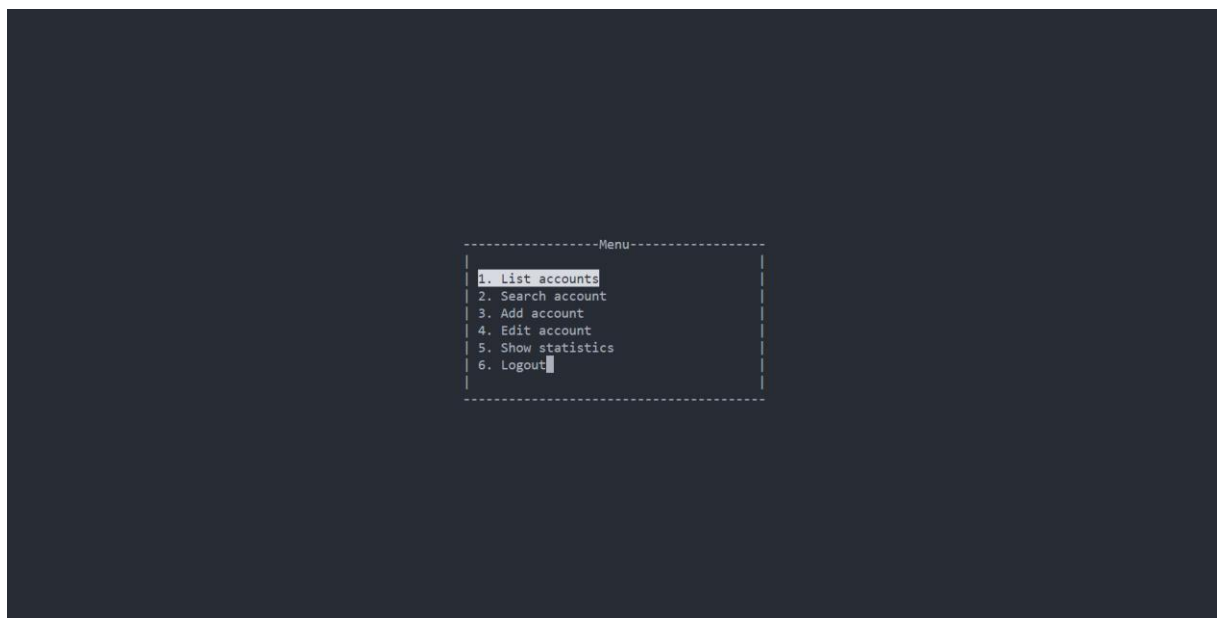 ------------------Menu------------------
1. List accounts
2. Search account
3. Add account
4. Edit account
5. Show statistics
6. Logout